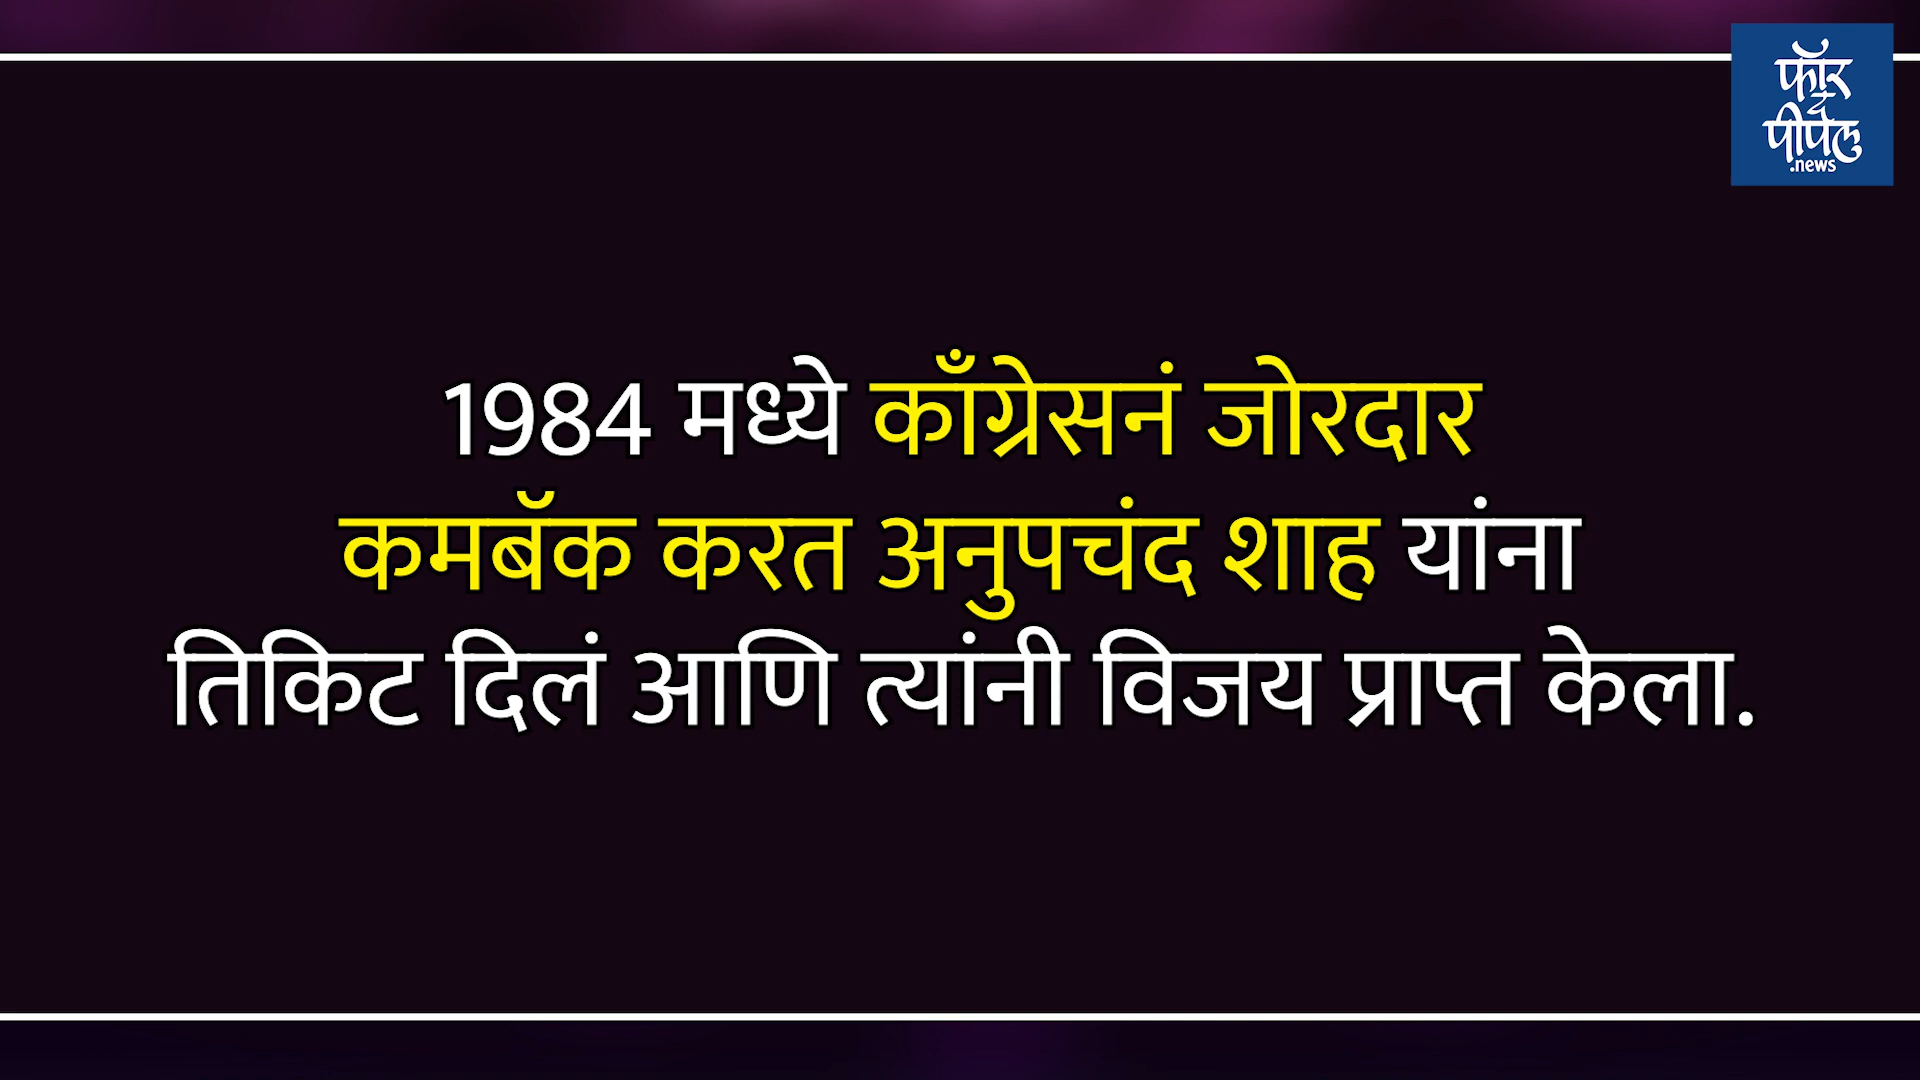 फॉर
द
पीपल
.news
1984 मध्ये काँग्रेसनं जोरदार
कमबॅक करत अनुपचंद शाह यांना
तिकिट दिलं आणि त्यांनी विजय प्राप्त केला.